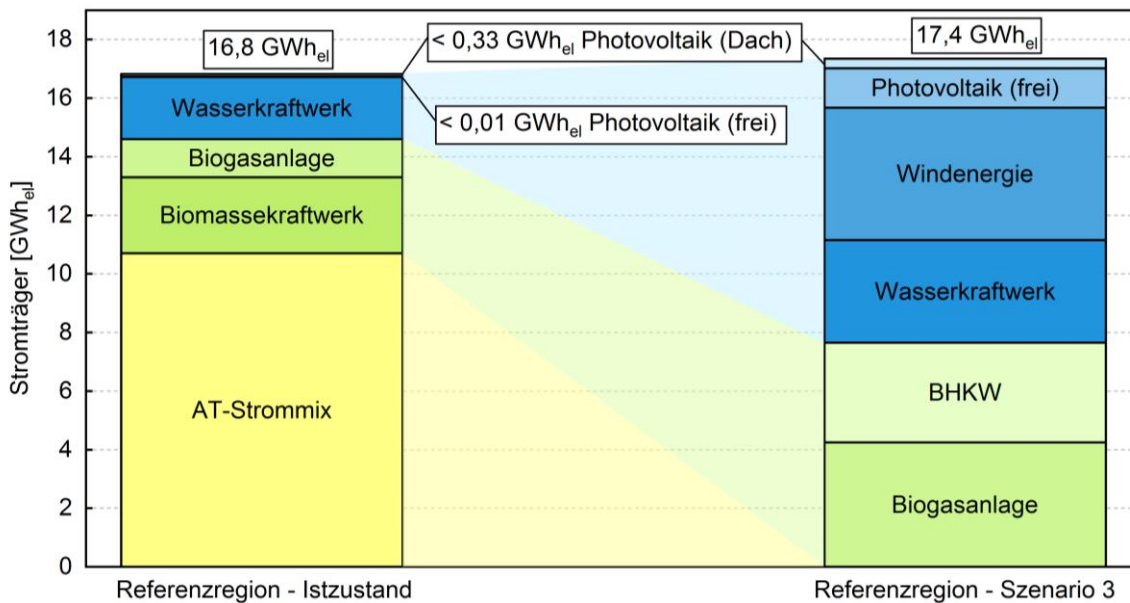 Stromträger [GWhel]
18
16
14
12
10
8
6
4
2
0
16,8 GWhel
Wasserkraftwerk
Biogasanlage
Biomassekraftwerk
AT-Strommix
Referenzregion - Istzustand
< 0,33 GWhel Photovoltaik (Dach)
< 0,01 GWhel Photovoltaik (frei)
17,4 GWhel
Photovoltaik (frei)
Windenergie
Wasserkraftwerk
BHKW
Biogasanlage
Referenzregion - Szenario 3